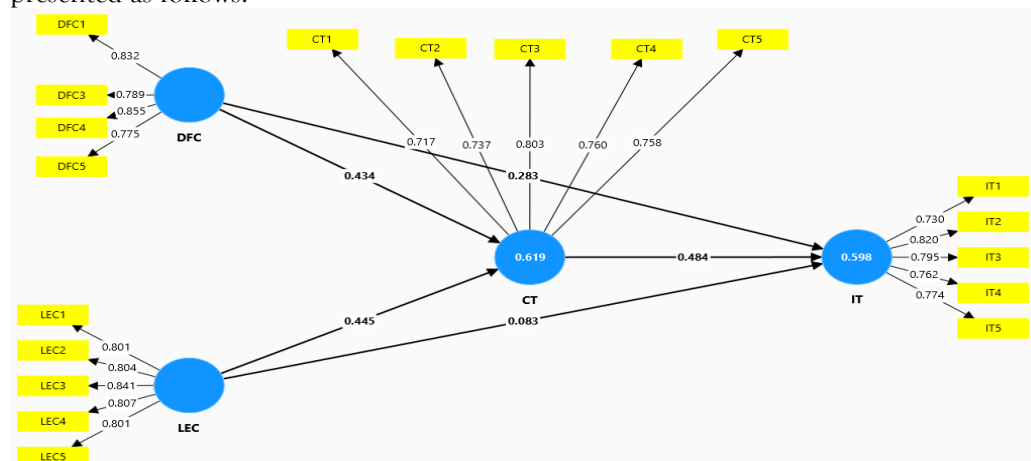 presented as follows:
DFC1
CT1
CT2
CT3
CT4
CT5
0.832
DFC3
0.789
0.855
DFC4
0.775
DFC5
DFC
0.717
0.737
0.803
0.760
0.758
0.434
0.283
IT1
0.730
IT2
0.820
0.619
0.484
0.598
0.795
IT3
0.762
IT4
0.774
IT5
CT
IT
LEC1
0.445
0.083
0.801
LEC2
0.804
LEC3
0.841
0.807
LEC4
0.801
LEC5
LEC